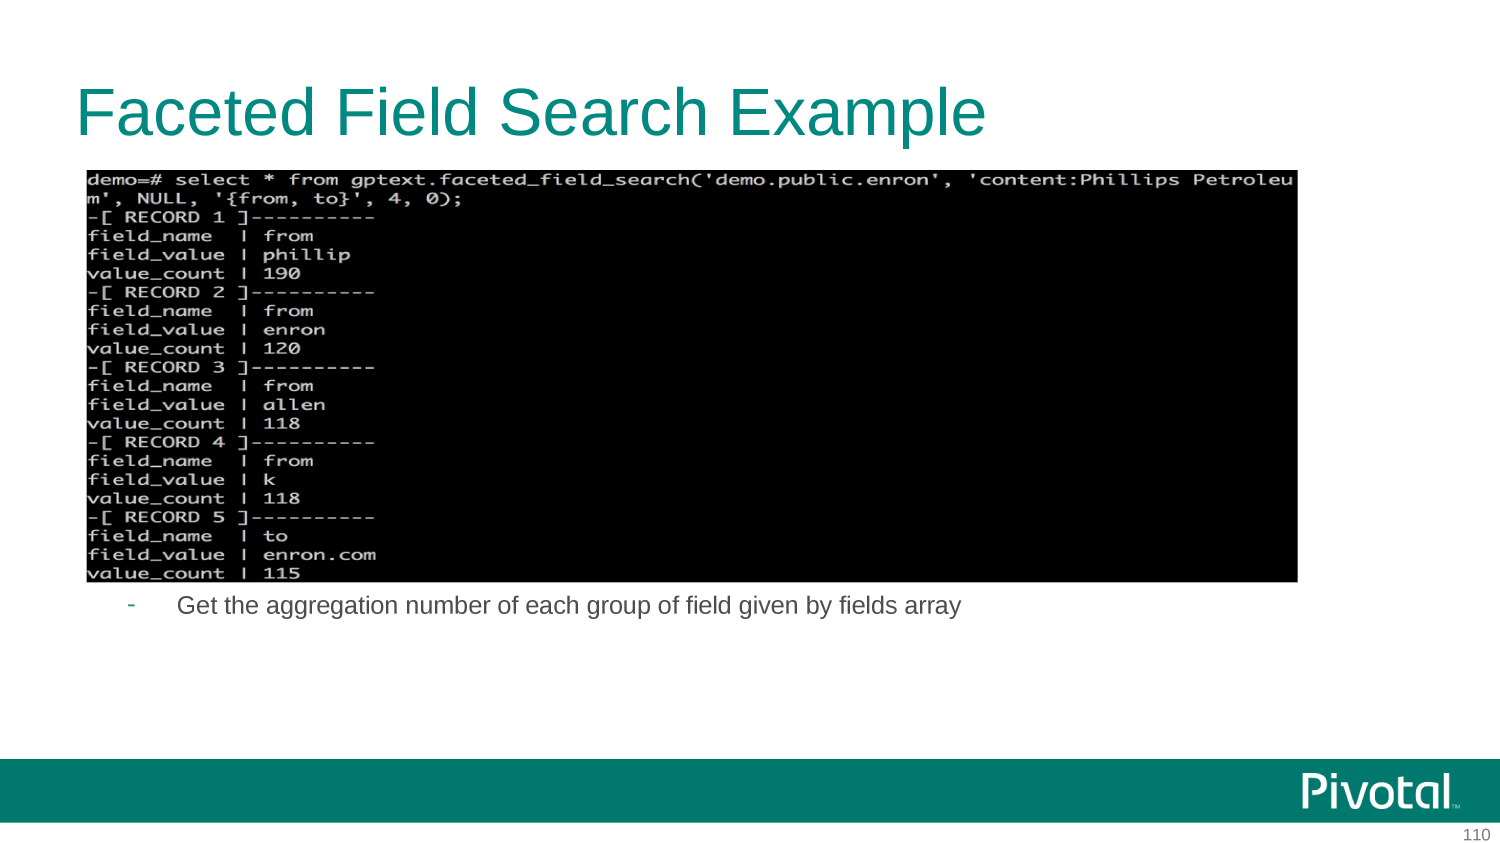 Faceted Field Search Example
demo=# select * from gptext.faceted_field_search('demo.public.enron', 'content:Phillips Petroleu
m', NULL, '{from, to}', 4, 0);
-[ RECORD 1 ]----------
field_name  | from
field_value | phillip
value_count | 190
-[ RECORD 2 ]----------
field_name  | from
field_value | enron
value_count | 120
-[ RECORD 3 ]----------
field_name  | from
field_value | allen
value_count | 118
-[ RECORD 4 ]----------
field_name  | from
field_value | k
value_count | 118
-[ RECORD 5 ]----------
field_name  | to
field_value | enron.com
value_count | 115
- Get the aggregation number of each group of field given by fields array
Pivotal™
110